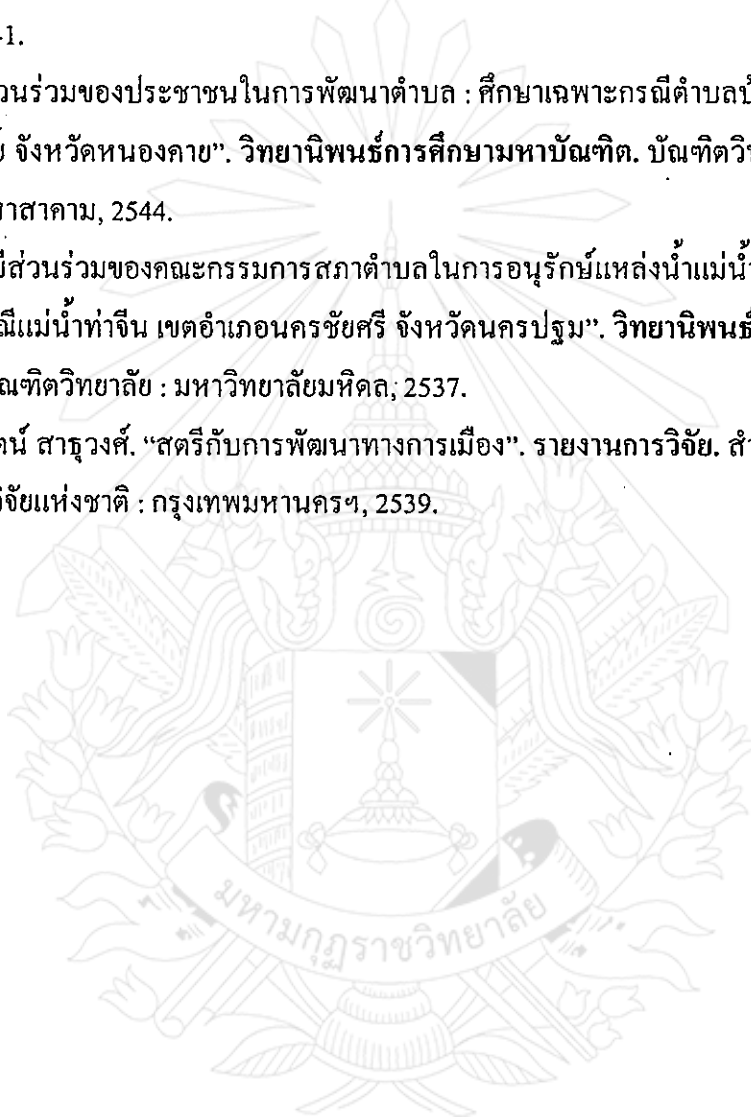 -1.
วนร่วมของประชาชนในการพัฒนาตำบล : ศึกษาเฉพาะกรณีตำบล
จังหวัดหนองคาย”. วิทยานิพนธ์การศึกษามหาบัณฑิต. บัณฑิตวิ
าสาคาม, 2544.
มีส่วนร่วมของคณะกรรมการสภาตำบลในการอนุรักษ์แหล่งน้ำแม่น้ำ
ณีแม่น้ำท่าจีน เขตอำเภอนครชัยศรี จังหวัดนครปฐม”. วิทยานิพนธ์
ณฑิตวิทยาลัย : มหาวิทยาลัยมหิดล, 2537.
ตน์ สาธุวงศ์. “สตรีกับการพัฒนาทางการเมือง”. รายงานการวิจัย. สำ
วิจัยแห่งชาติ : กรุงเทพมหานครฯ, 2539.
มหามกุฏราชวิทยาลัย